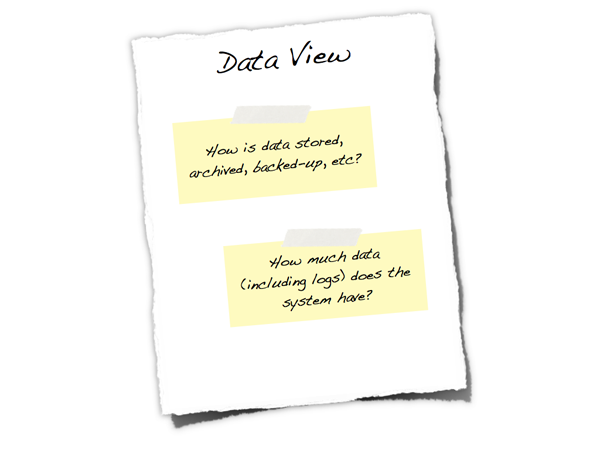 Data View
How is data stored,
archived, backed-up, etc?
How much data
(including logs) does the
system have?